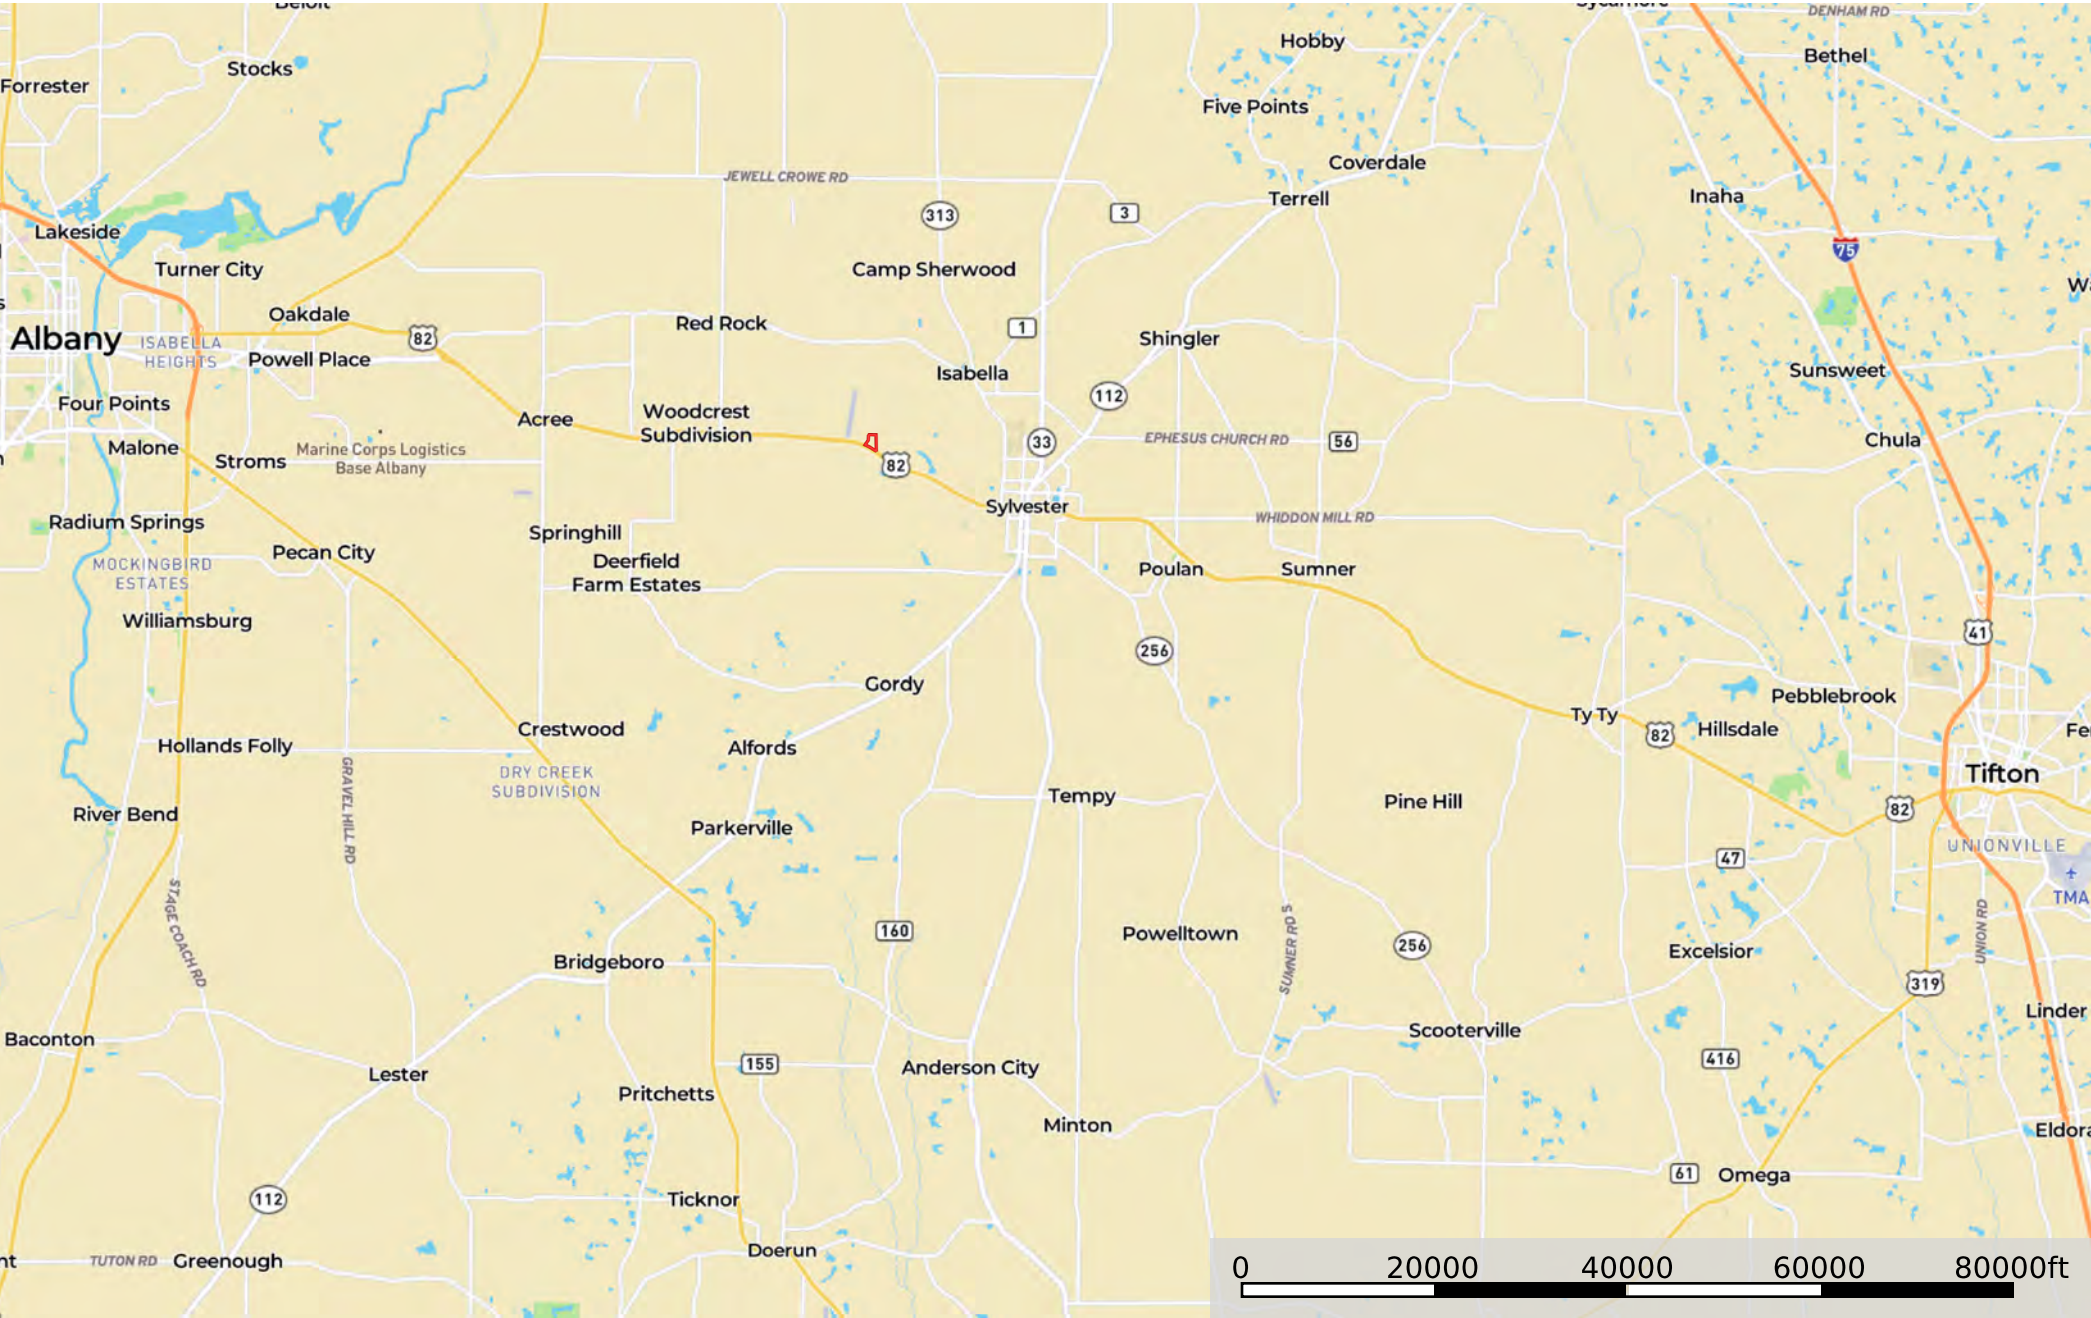 Beloit
Sycamore
DENHAM RD
Hobby
Bethel
Stocks
Forrester
Five Points
Coverdale
JEWELL CROWE RD
Terrell
Inaha
313
3
Lakeside
75
Turner City
Camp Sherwood
Oakdale
Red Rock
1
Albany
82
ISABELLA
HEIGHTS
Shingler
Powell Place
Isabella
Sunsweet
112
Four Points
Woodcrest
Subdivision
Acree
33
EPHESUS CHURCH RD
56
Chula
Malone
Marine Corps Logistics
Base Albany
Stroms
82
Sylvester
Radium Springs
WHIDDON MILL RD
Springhill
Pecan City
Deerfield
Farm Estates
MOCKINGBIRD
ESTATES
Poulan
Sumner
Williamsburg
41
256
Gordy
Pebblebrook
Ty Ty
Crestwood
82
Hillsdale
Fe
Hollands Folly
Alfords
GRAVEL HILL RD
DRY CREEK
SUBDIVISION
Tifton
Tempy
Pine Hill
River Bend
82
Parkerville
UNIONVILLE
47
TMA
STAGE COACH RD
160
Powelltown
SUMNER RD S
256
UNION RD
Excelsior
Bridgeboro
319
Linder
Baconton
Scooterville
155
Anderson City
416
Lester
Pritchetts
Minton
Eldora
61
Omega
112
Ticknor
Doerun
nt
TUTON RD
Greenough
0 20000 40000 60000 80000ft